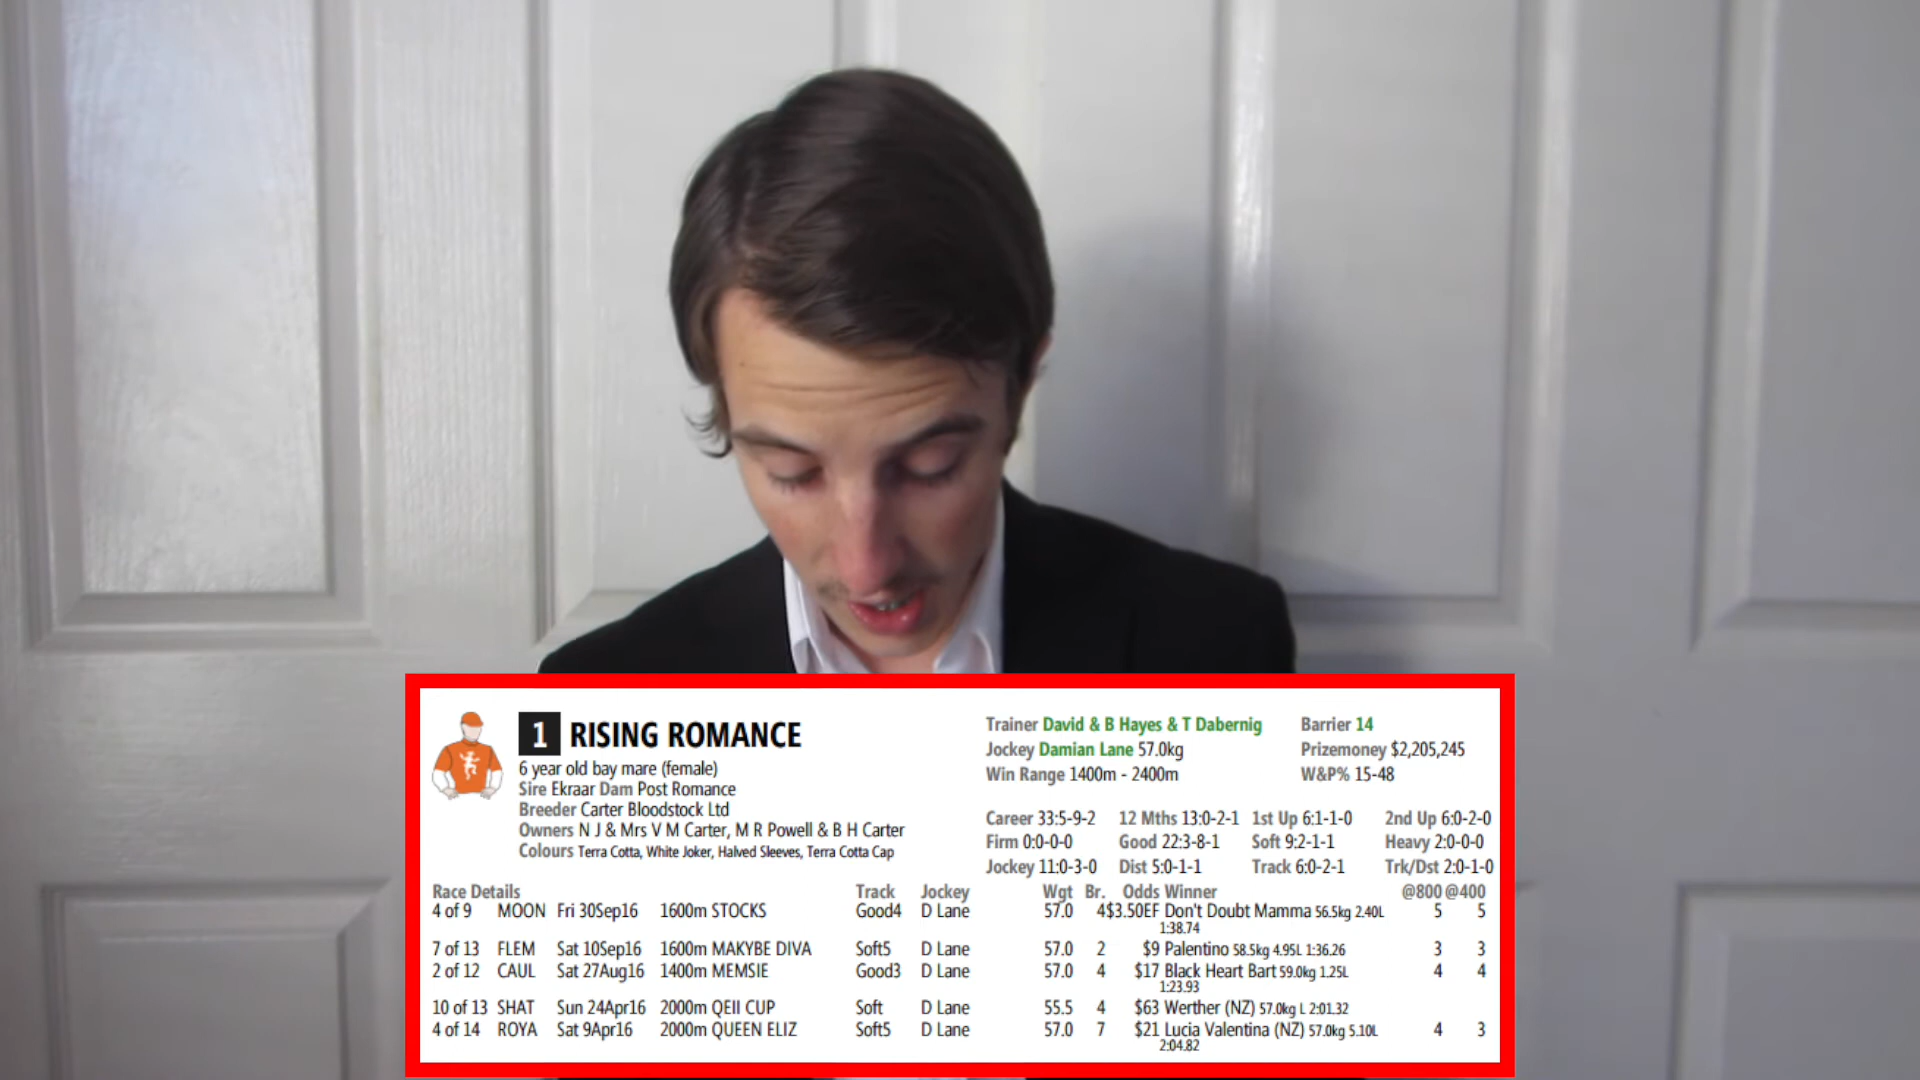 1 RISING ROMANCE
6 year old bay mare (female)
Sire Ekraar Dam Post Romance
Breeder Carter Bloodstock Ltd
Owners N J & Mrs V M Carter, M R Powell & B H Carter
Colours Terra Cotta, White Joker, Halved Sleeves, Terra Cotta Cap
Trainer David & B Hayes & T Dabernig Barrier 14
Jockey Damian Lane 57.0kg Prizemoney $2,205,245
Win Range 1400m - 2400m W&P% 15-48
Career 33:5-9-2 12 Mths 13:0-2-1 1st Up 6:1-1-0 2nd Up 6:0-2-0
Firm 0:0-0-0 Good 22:3-8-1 Soft 9:2-1-1 Heavy 2:0-0-0
Jockey 11:0-3-0 Dist 5:0-1-1 Track 6:0-2-1 Trk/Dst 2:0-1-0
Race Details Track Jockey Wgt Br. Odds Winner @800 @400
4 of 9 MOON Fri 30Sep16 1600m STOCKS Good4 D Lane 57.0 4 $3.50EF Don't Doubt Mamma 56.5kg 2.40L 5 5
1:38.74
7 of 13 FLEM Sat 10Sep16 1600m MAKYBE DIVA Soft5 D Lane 57.0 2 $9 Palentino 58.5kg 4.95L 1:36.26 3 3
2 of 12 CAUL Sat 27Aug16 1400m MEMSIE Good3 D Lane 57.0 4 $17 Black Heart Bart 59.0kg 1.25L 4 4
1:23.93
10 of 13 SHAT Sun 24Apr16 2000m QEII CUP Soft D Lane 55.5 4 $63 Werther (NZ) 57.0kg L 2:01.32
4 of 14 ROYA Sat 9Apr16 2000m QUEEN ELIZ Soft5 D Lane 57.0 7 $21 Lucia Valentina (NZ) 57.0kg 5.10L 4 3
2:04.82